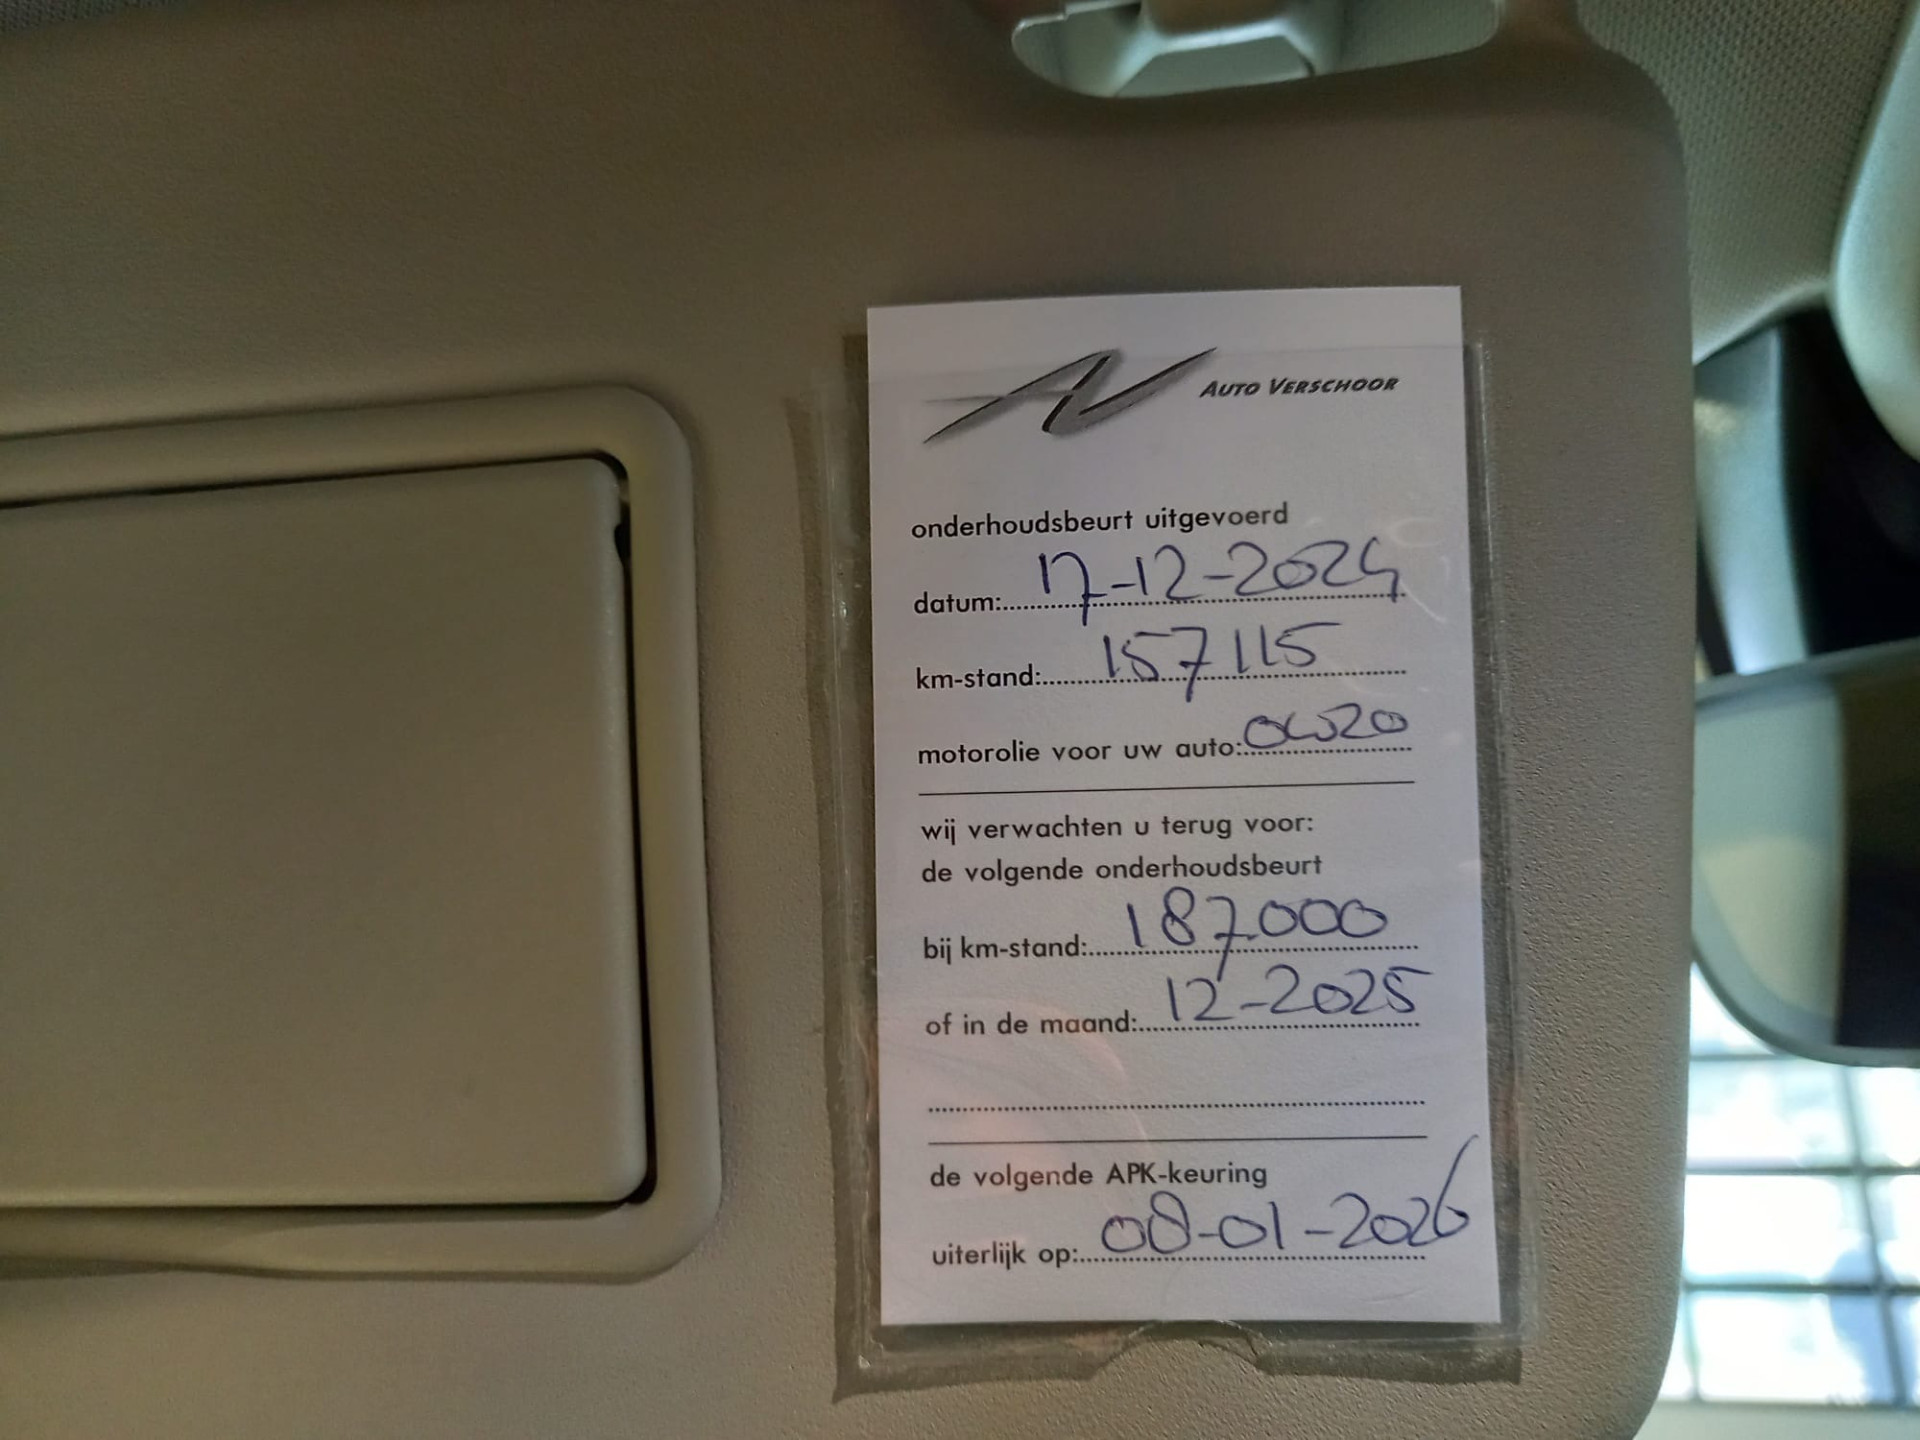 AUTO VERSCHOOR
onderhoudsbeurt uitgevoerd
datum: 17-12-2024
km-stand: 157115
motorolie voor uw auto: 0W20
wij verwachten u terug voor:
de volgende onderhoudsbeurt
bij km-stand: 187000
of in de maand: 12-2025
de volgende APK-keuring
uiterlijk op: 08-01-2026